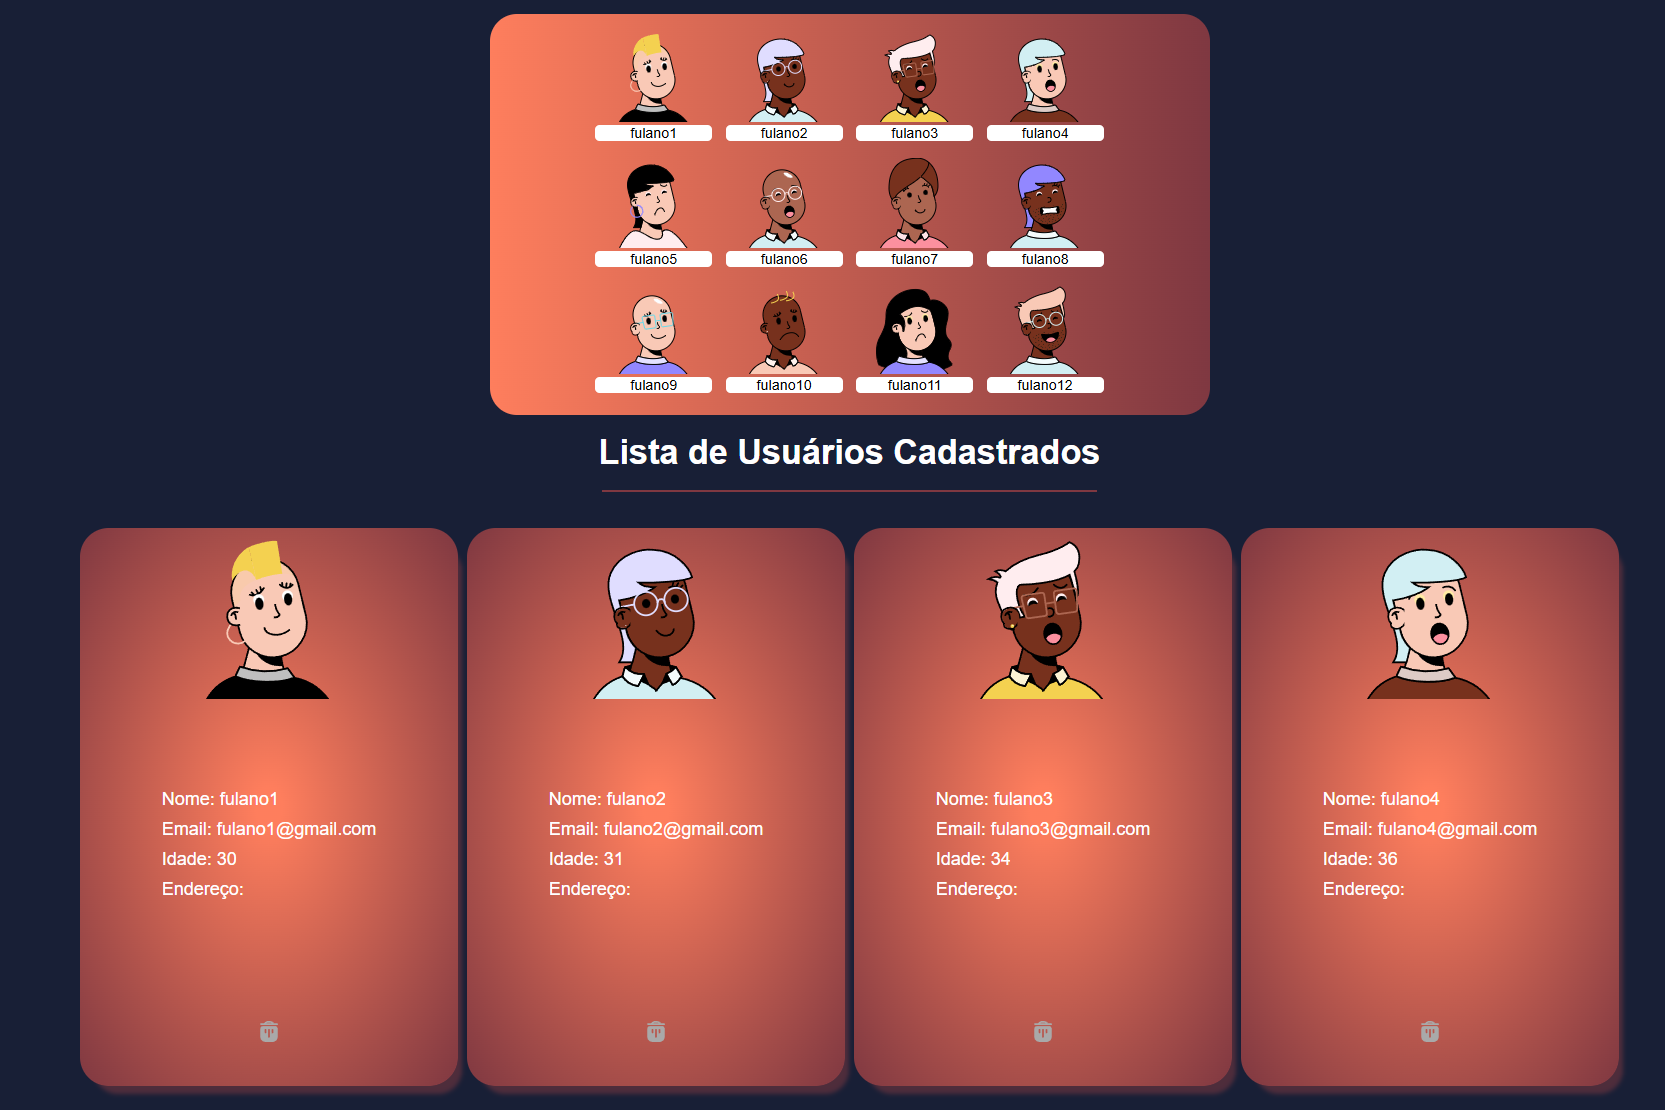 fulano1 fulano2 fulano3 fulano4
fulano5 fulano6 fulano7 fulano8
fulano9 fulano10 fulano11 fulano12
Lista de Usuários Cadastrados
Nome: fulano1
Email: fulano1@gmail.com
Idade: 30
Endereço:
Nome: fulano2
Email: fulano2@gmail.com
Idade: 31
Endereço:
Nome: fulano3
Email: fulano3@gmail.com
Idade: 34
Endereço:
Nome: fulano4
Email: fulano4@gmail.com
Idade: 36
Endereço: